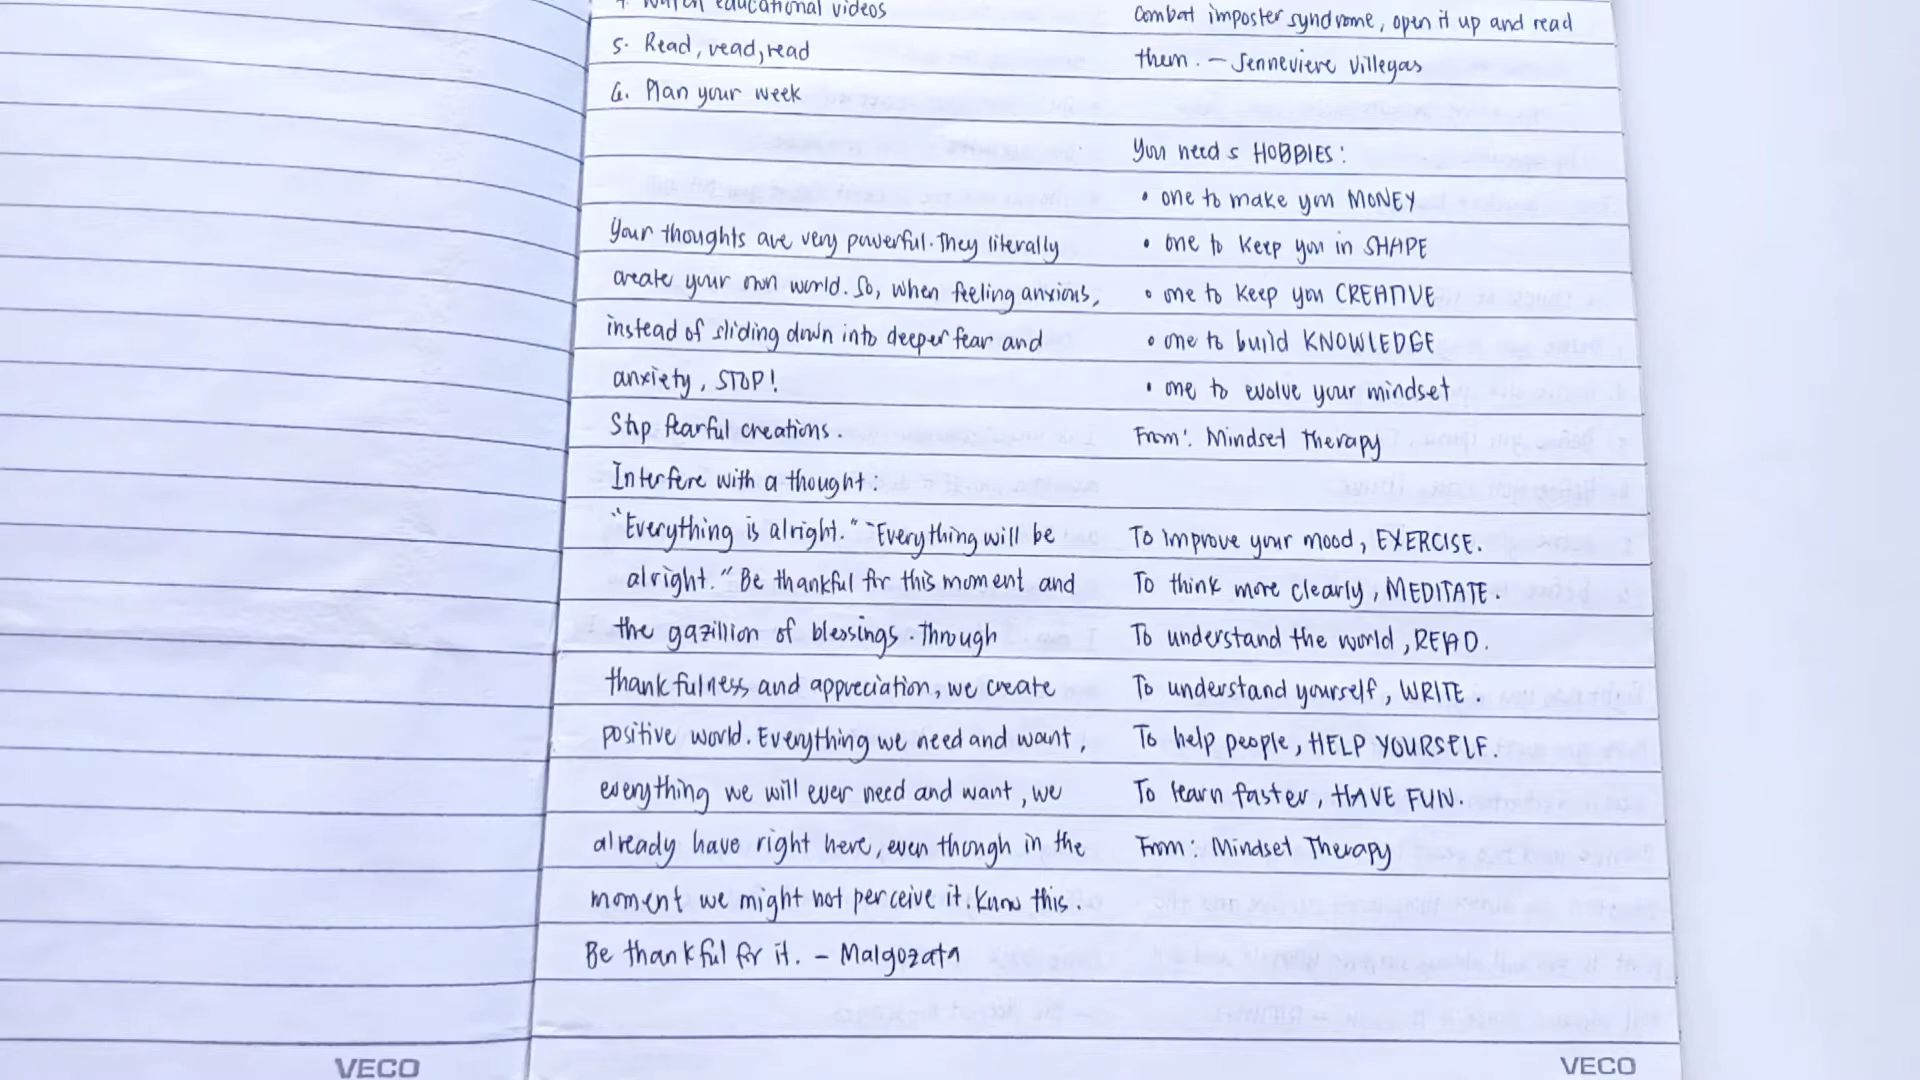 4. Watch educational videos
5. Read, read, read
6. Plan your week
Your thoughts are very powerful. They literally
create your own world. So, when feeling anxious,
instead of sliding down into deeper fear and
anxiety, STOP!
Stop fearful creations.
Interfere with a thought:
"Everything is alright." "Everything will be
alright." Be thankful for this moment and
the gazillion of blessings. Through
thankfulness and appreciation, we create
positive world. Everything we need and want,
everything we will ever need and want, we
already have right here, even though in the
moment we might not perceive it. Know this.
Be thankful for it. - Malgozata
combat imposter syndrome, open it up and read
them. - Jenneviere Villegas
You need 5 HOBBIES:
• one to make you MONEY
• one to keep you in SHAPE
• one to keep you CREATIVE
• one to build KNOWLEDGE
• one to evolve your mindset
From: Mindset Therapy
To improve your mood, EXERCISE.
To think more clearly, MEDITATE.
To understand the world, READ.
To understand yourself, WRITE.
To help people, HELP YOURSELF.
To learn faster, HAVE FUN.
From: Mindset Therapy
VECO
VECO